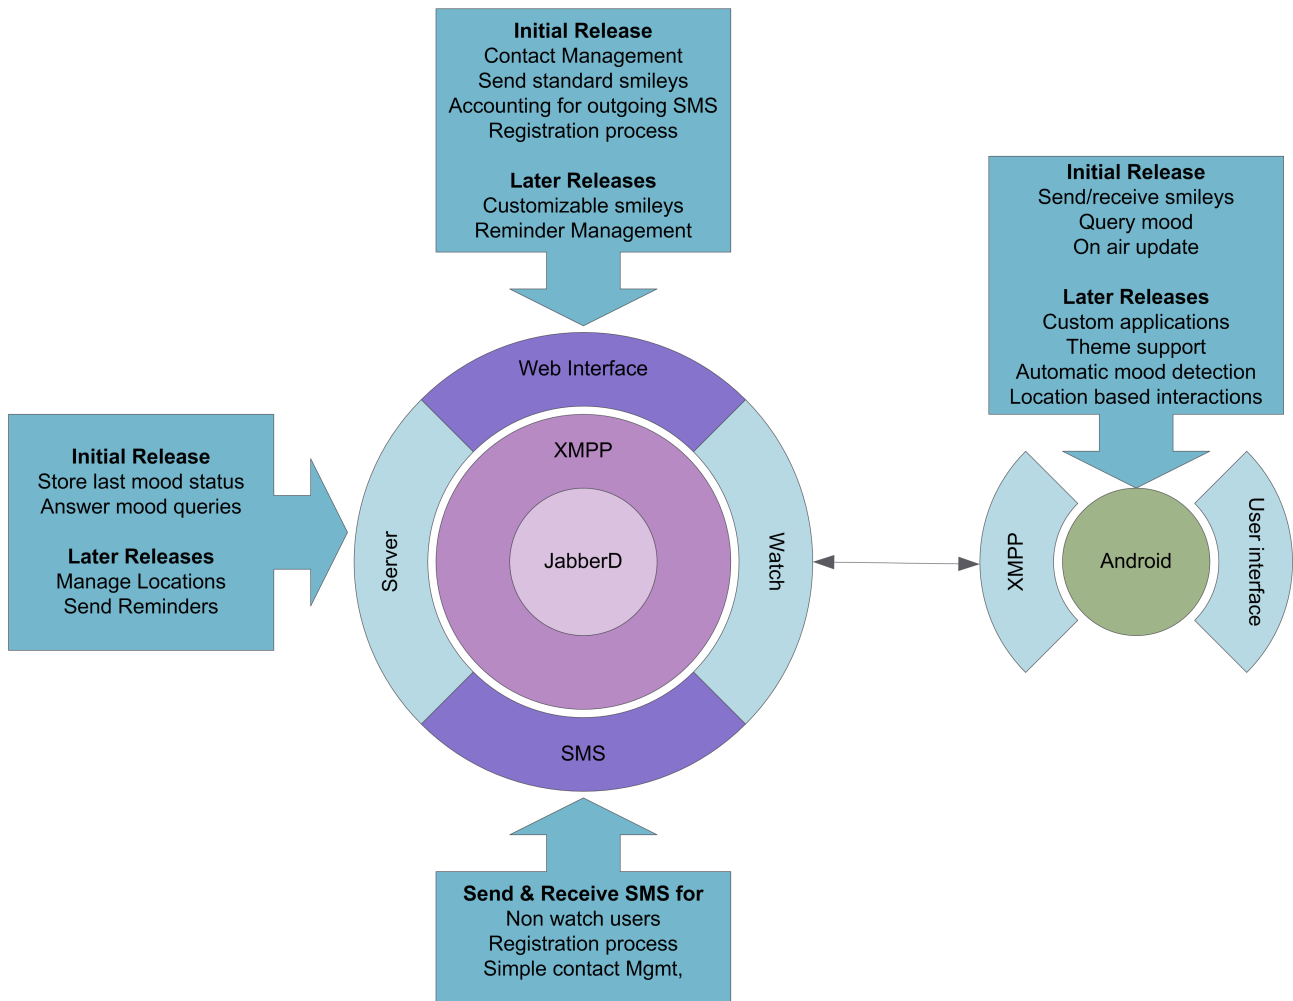 Initial Release
Contact Management
Send standard smileys
Accounting for outgoing SMS
Registration process
Later Releases
Customizable smileys
Reminder Management
Initial Release
Send/receive smileys
Query mood
On air update
Later Releases
Custom applications
Theme support
Automatic mood detection
Location based interactions
Initial Release
Store last mood status
Answer mood queries
Later Releases
Manage Locations
Send Reminders
Web Interface
XMPP
JabberD
Server
Watch
SMS
XMPP
Android
User interface
Send & Receive SMS for
Non watch users
Registration process
Simple contact Mgmt,